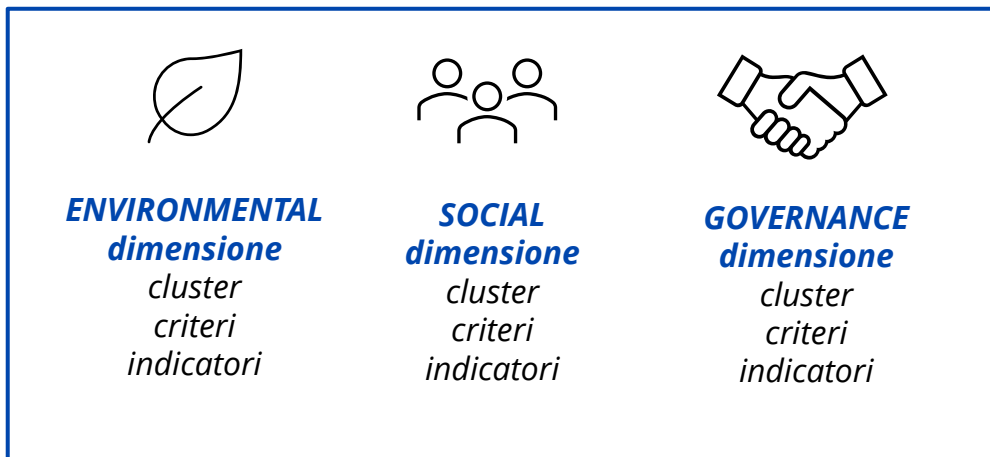 ENVIRONMENTAL
dimensione
cluster
criteri
indicatori
SOCIAL
dimensione
cluster
criteri
indicatori
GOVERNANCE
dimensione
cluster
criteri
indicatori